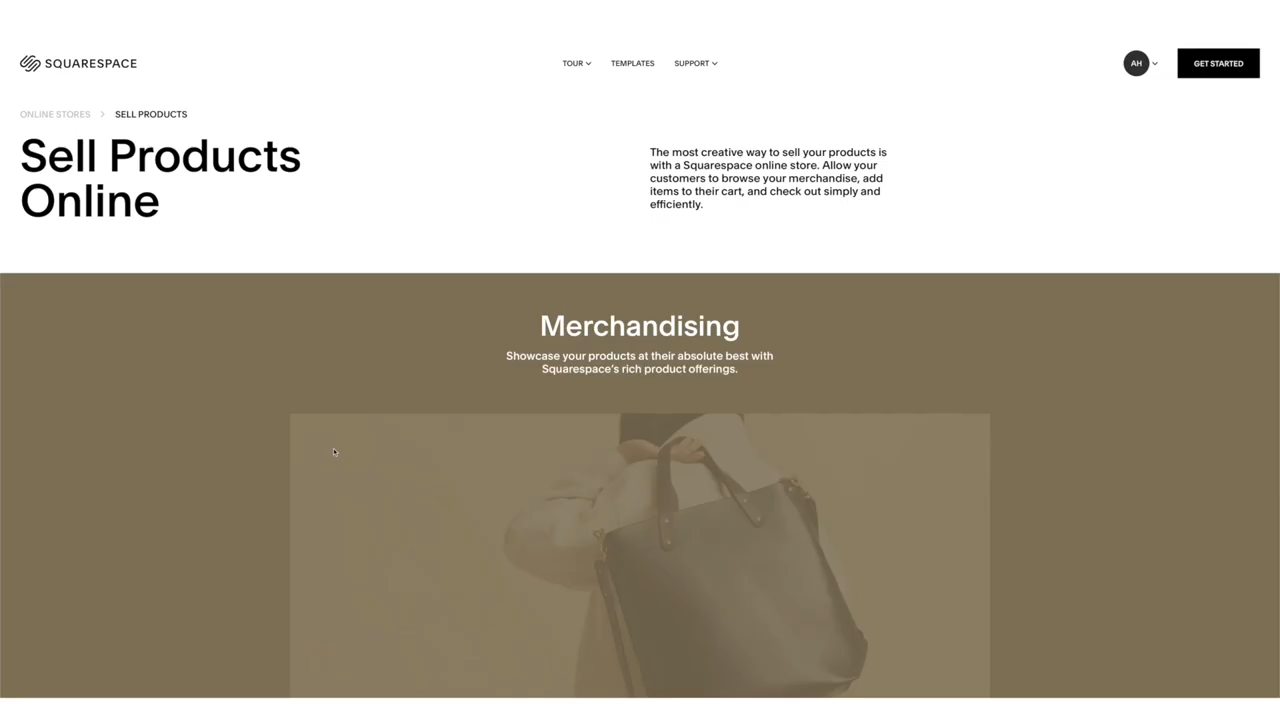 SQUARESPACE
TOUR
TEMPLATES
SUPPORT
AH
GET STARTED
ONLINE STORES
SELL PRODUCTS
Sell Products
Online
The most creative way to sell your products is
with a Squarespace online store. Allow your
customers to browse your merchandise, add
items to their cart, and check out simply and
efficiently.
Merchandising
Showcase your products at their absolute best with
Squarespace's rich product offerings.